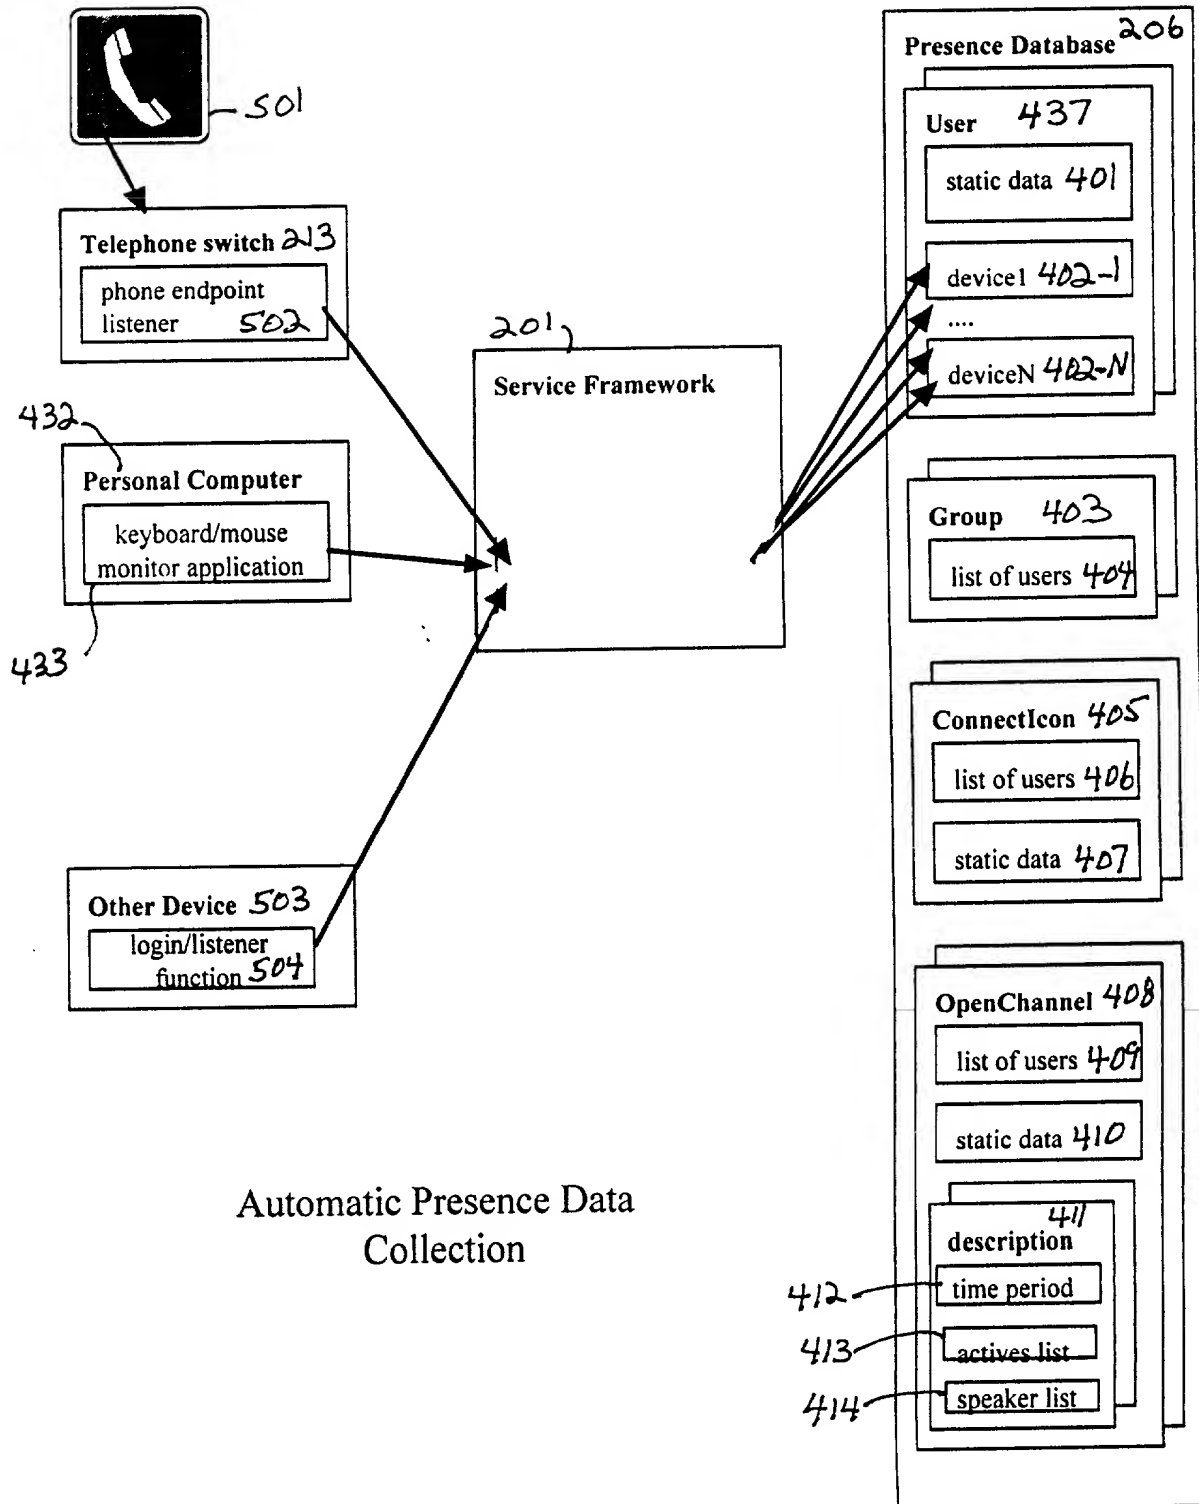 501
Telephone switch 213
phone endpoint
listener 502
432
Personal Computer
keyboard/mouse
monitor application
433
Other Device 503
login/listener
function 504
201
Service Framework
Automatic Presence Data
Collection
Presence Database 206
User 437
static data 401
device1 402-1
....
deviceN 402-N
Group 403
list of users 404
ConnectIcon 405
list of users 406
static data 407
OpenChannel 408
list of users 409
static data 410
411
description
412 time period
413 actives list
414 speaker list